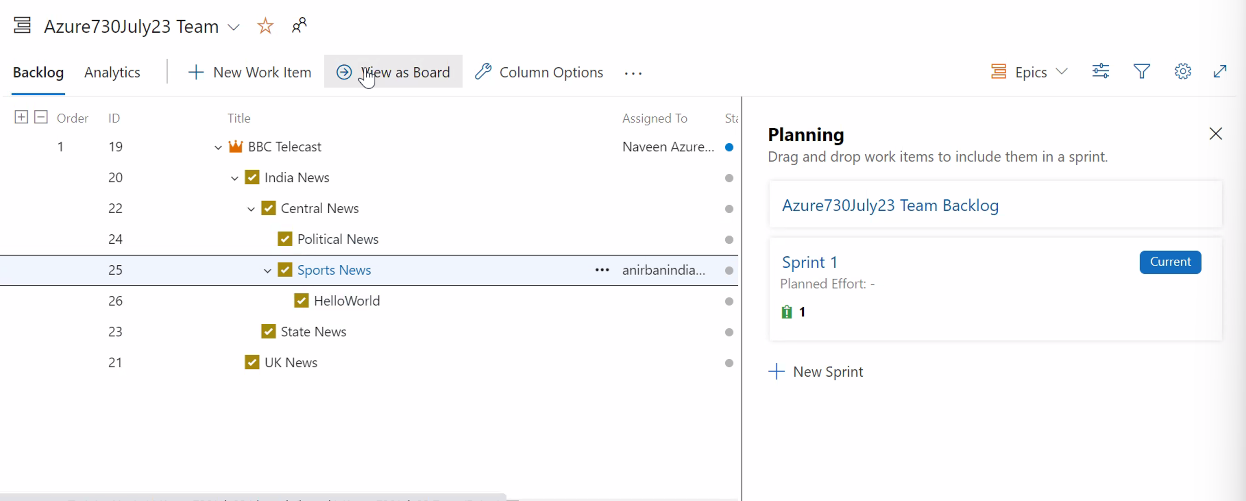 Azure730July23 Team
Backlog Analytics New Work Item View as Board Column Options ... Epics
Order ID Title Assigned To
1 19 BBC Telecast Naveen Azure...
20 India News
22 Central News
24 Political News
25 Sports News ... anirbanindia...
26 HelloWorld
23 State News
21 UK News
Planning
Drag and drop work items to include them in a sprint.
Azure730July23 Team Backlog
Sprint 1 Current
Planned Effort: -
1
New Sprint